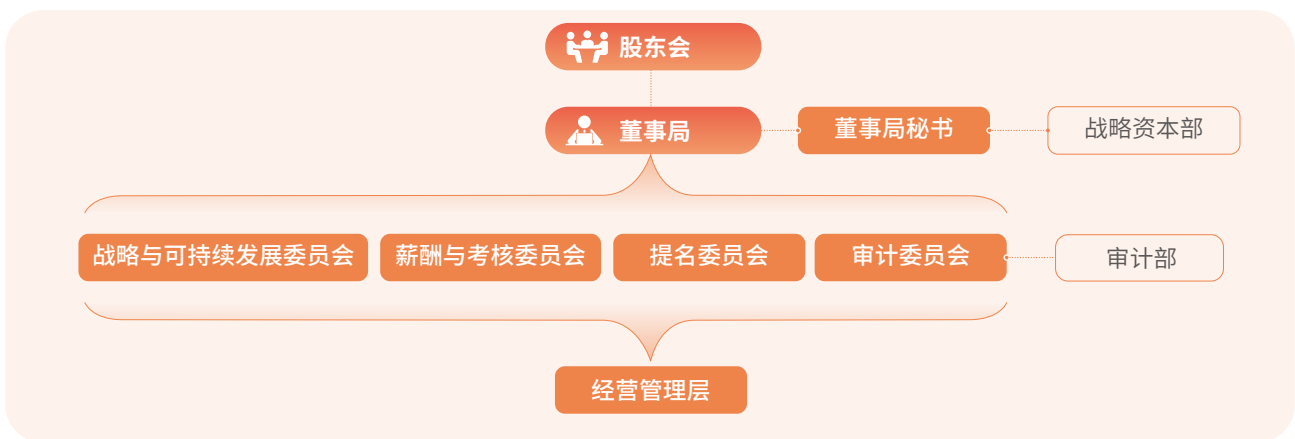 股东会
董事局
董事局秘书
战略资本部
战略与可持续发展委员会
薪酬与考核委员会
提名委员会
审计委员会
审计部
经营管理层